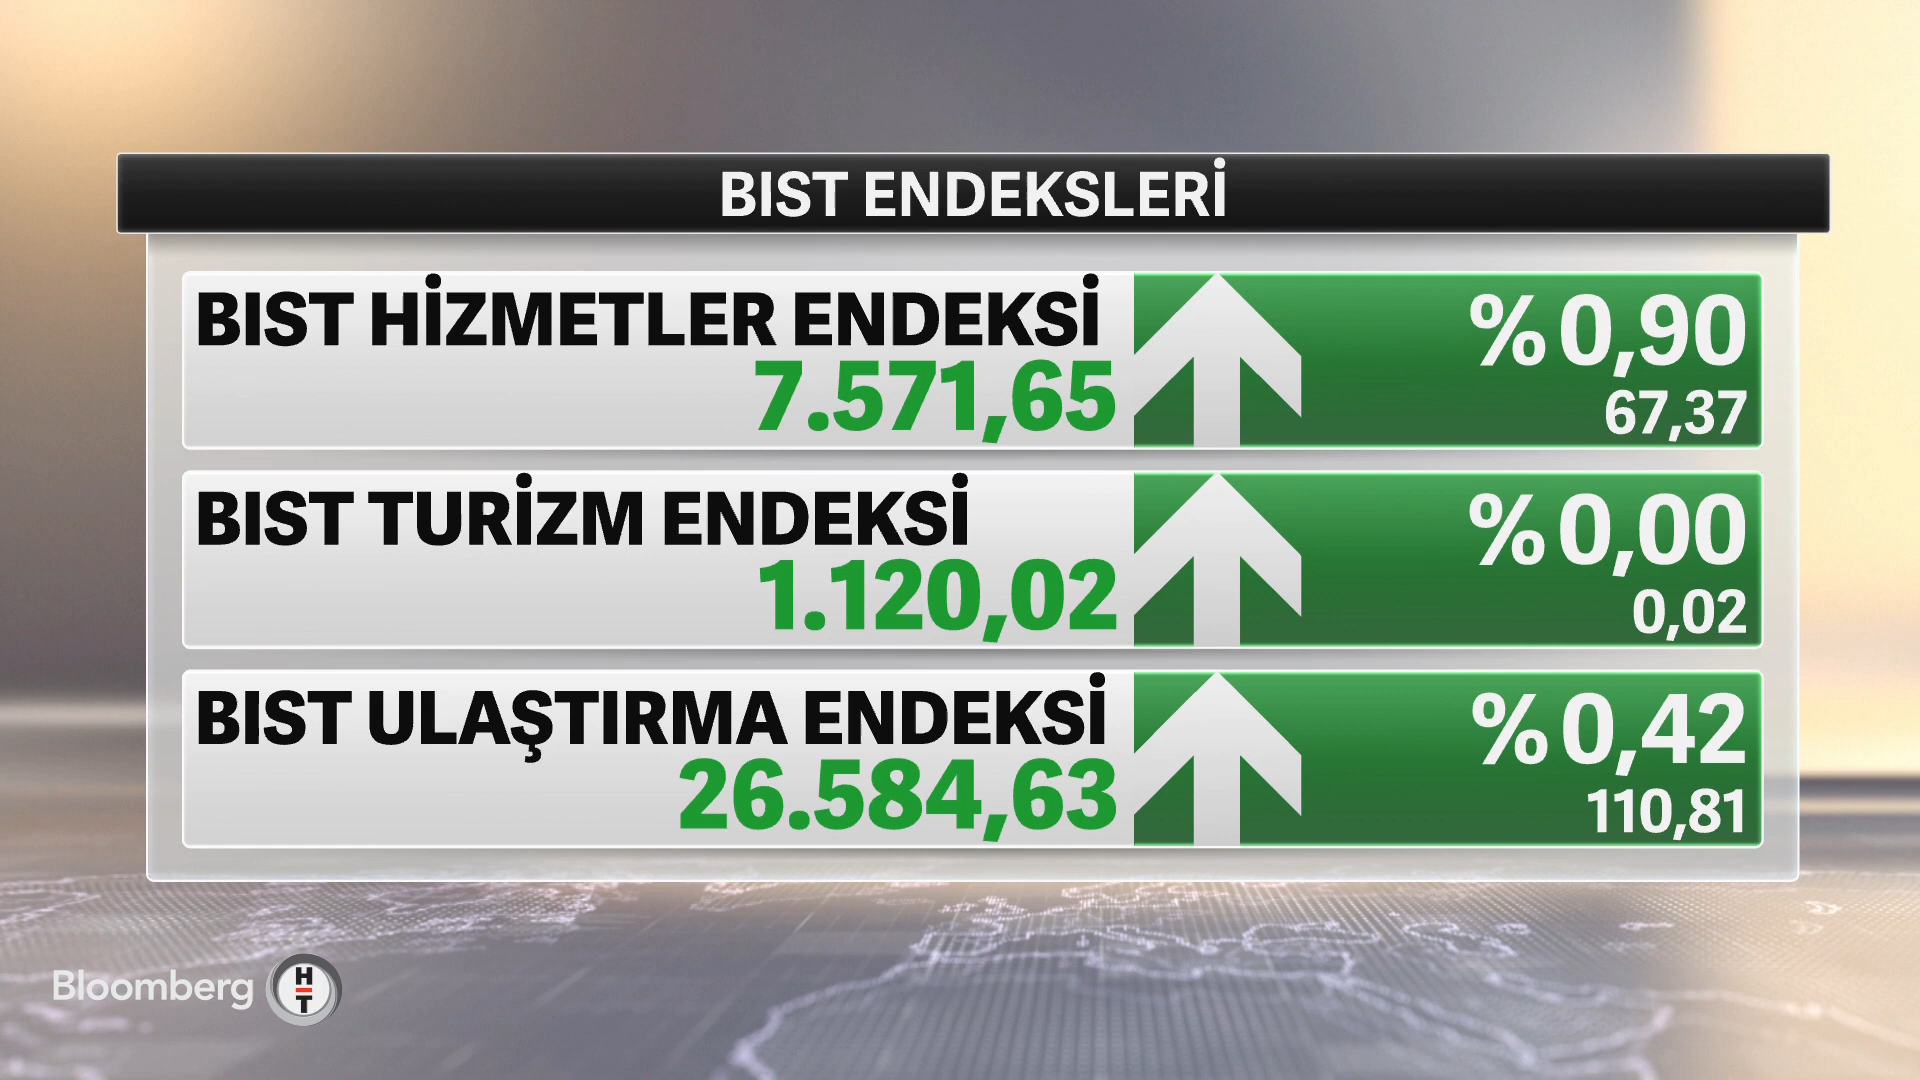 BIST ENDEKSLERİ
BIST HİZMETLER ENDEKSİ
7.571,65
%0,90
67,37
BIST TURİZM ENDEKSİ
1.120,02
%0,00
0,02
BIST ULAŞTIRMA ENDEKSİ
26.584,63
%0,42
110,81
Bloomberg HT